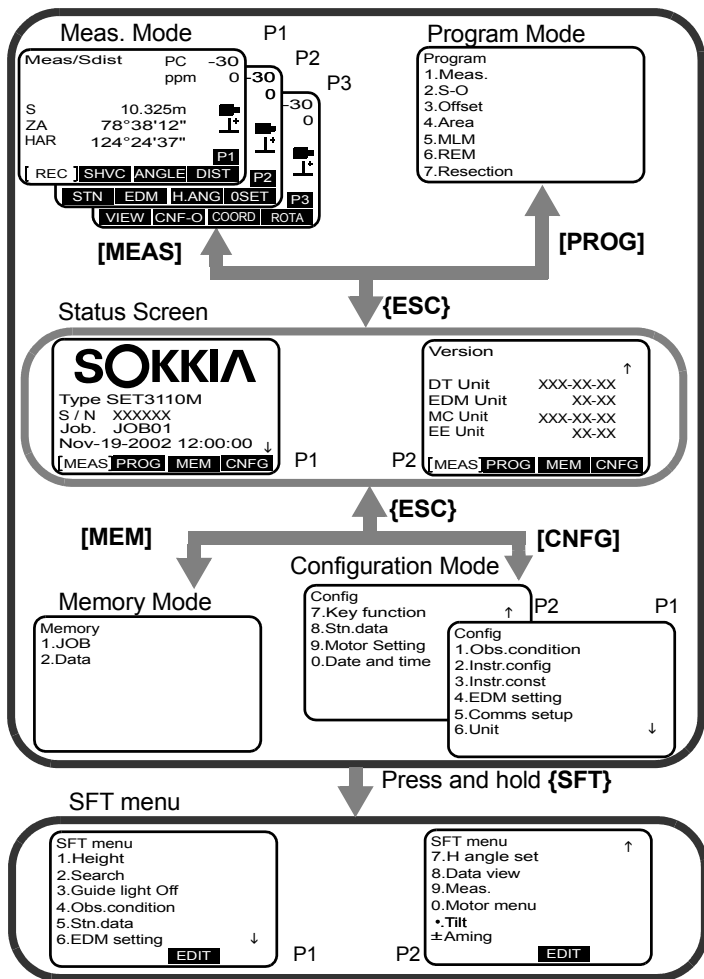 Meas. Mode P1
P2
P3
Program Mode
Meas/Sdist PC -30
ppm 0
S 10.325m
ZA 78°38'12"
HAR 124°24'37"
P1
[ REC ] SHVC ANGLE DIST
-30
0
P2
STN EDM H.ANG 0SET
-30
0
P3
VIEW CNF-O COORD ROTA
Program
1.Meas.
2.S-O
3.Offset
4.Area
5.MLM
6.REM
7.Resection
[MEAS]
[PROG]
{ESC}
Status Screen
SOKKIA
Type SET3110M
S / N XXXXXX
Job. JOB01
Nov-19-2002 12:00:00 ↓
[MEAS] PROG MEM CNFG
P1
Version
↑
DT Unit XXX-XX-XX
EDM Unit XX-XX
MC Unit XXX-XX-XX
EE Unit XX-XX
[MEAS] PROG MEM CNFG
P2
{ESC}
[MEM]
[CNFG]
Memory Mode
Memory
1.JOB
2.Data
Configuration Mode
Config
7.Key function ↑
8.Stn.data
9.Motor Setting
0.Date and time
P2
P1
Config
1.Obs.condition
2.Instr.config
3.Instr.const
4.EDM setting
5.Comms setup
6.Unit ↓
Press and hold {SFT}
SFT menu
SFT menu
1.Height
2.Search
3.Guide light Off
4.Obs.condition
5.Stn.data
6.EDM setting ↓
EDIT
P1
SFT menu ↑
7.H angle set
8.Data view
9.Meas.
0.Motor menu
•.Tilt
±Aming
EDIT
P2